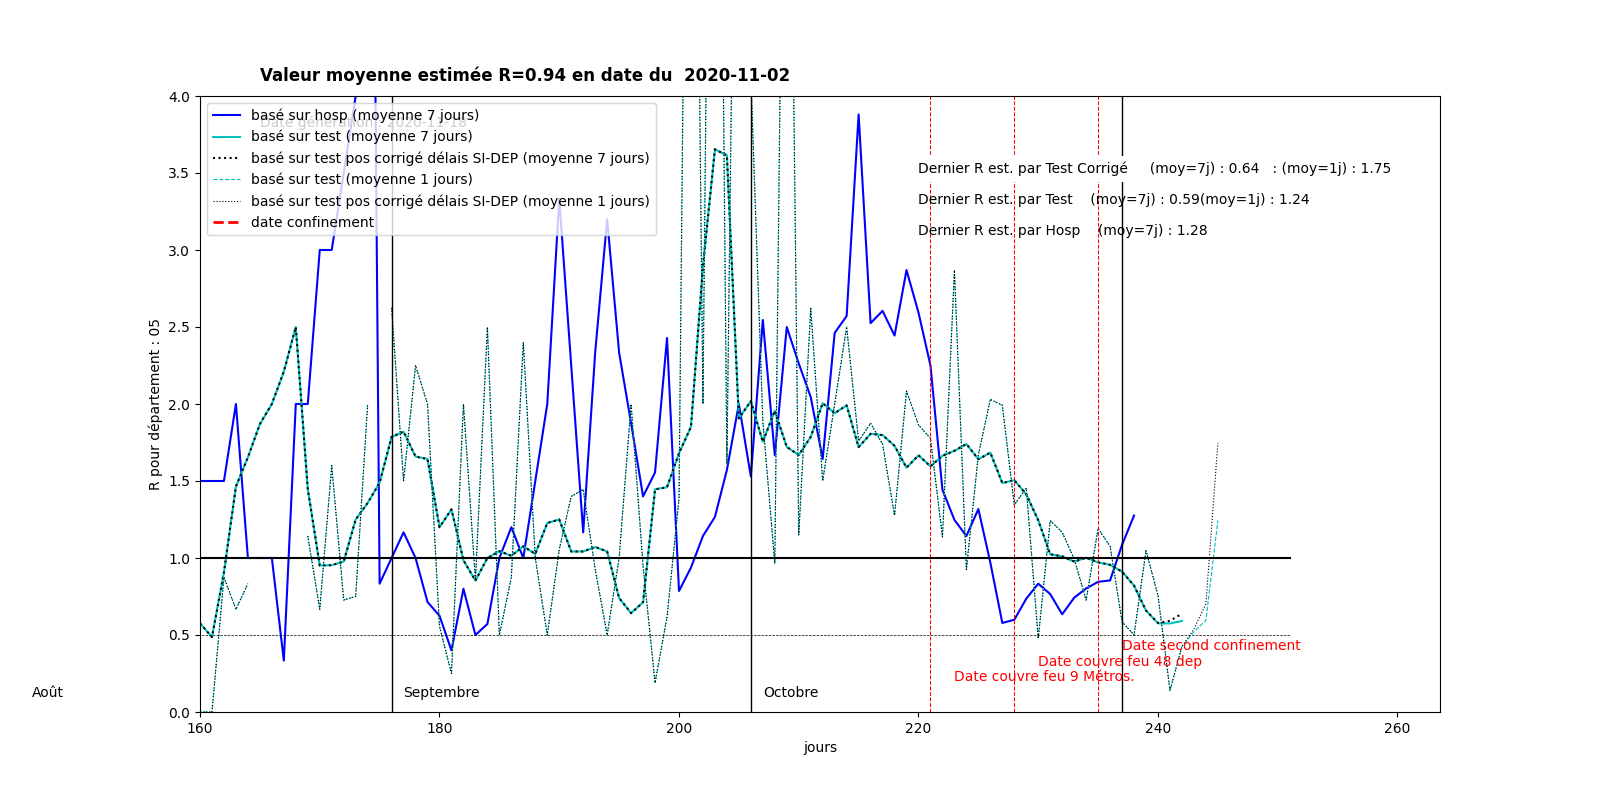 Valeur moyenne estimée R=0.94 en date du  2020-11-02
4.0
3.5
3.0
2.5
2.0
1.5
1.0
0.5
0.0
R pour département : 05
basé sur hosp (moyenne 7 jours)
Date génération : 2020-11-18
basé sur test (moyenne 7 jours)
basé sur test pos corrigé délais SI-DEP (moyenne 7 jours)
basé sur test (moyenne 1 jours)
basé sur test pos corrigé délais SI-DEP (moyenne 1 jours)
date confinement
Dernier R est. par Test Corrigé (moy=7j) : 0.64 : (moy=1j) : 1.75
Dernier R est. par Test (moy=7j) : 0.59(moy=1j) : 1.24
Dernier R est. par Hosp (moy=7j) : 1.28
Date second confinement
Date couvre feu 48 dep
Date couvre feu 9 Métros.
Août
Septembre
Octobre
160 180 200 220 240 260
jours